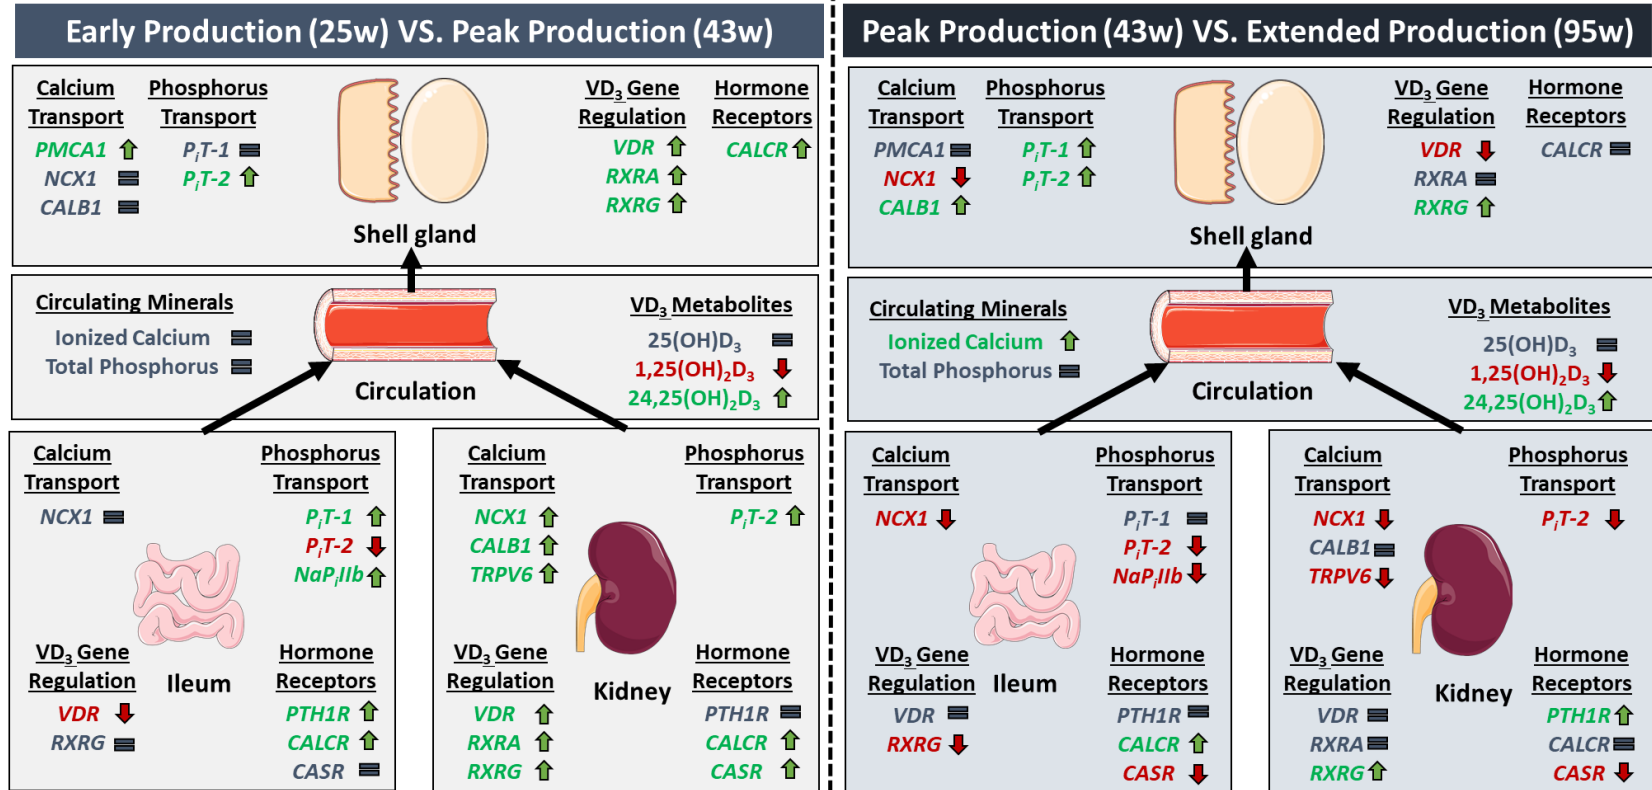 Early Production (25w) VS. Peak Production (43w)
Calcium Transport
PMCA1
NCX1
CALB1
Phosphorus Transport
PiT-1
PiT-2
VD3 Gene Regulation
VDR
RXRA
RXRG
Hormone Receptors
CALCR
Shell gland
Circulating Minerals
Ionized Calcium
Total Phosphorus
VD3 Metabolites
25(OH)D3
1,25(OH)2D3
24,25(OH)2D3
Circulation
Calcium Transport
NCX1
Phosphorus Transport
PiT-1
PiT-2
NaPiIIb
VD3 Gene Regulation
VDR
RXRG
Ileum
Hormone Receptors
PTH1R
CALCR
CASR
Calcium Transport
NCX1
CALB1
TRPV6
Phosphorus Transport
PiT-2
VD3 Gene Regulation
VDR
RXRA
RXRG
Kidney
Hormone Receptors
PTH1R
CALCR
CASR
Peak Production (43w) VS. Extended Production (95w)
Calcium Transport
PMCA1
NCX1
CALB1
Phosphorus Transport
PiT-1
PiT-2
VD3 Gene Regulation
VDR
RXRA
RXRG
Hormone Receptors
CALCR
Shell gland
Circulating Minerals
Ionized Calcium
Total Phosphorus
VD3 Metabolites
25(OH)D3
1,25(OH)2D3
24,25(OH)2D3
Circulation
Calcium Transport
NCX1
Phosphorus Transport
PiT-1
PiT-2
NaPiIIb
VD3 Gene Regulation
VDR
RXRG
Ileum
Hormone Receptors
PTH1R
CALCR
CASR
Calcium Transport
NCX1
CALB1
TRPV6
Phosphorus Transport
PiT-2
VD3 Gene Regulation
VDR
RXRA
RXRG
Kidney
Hormone Receptors
PTH1R
CALCR
CASR